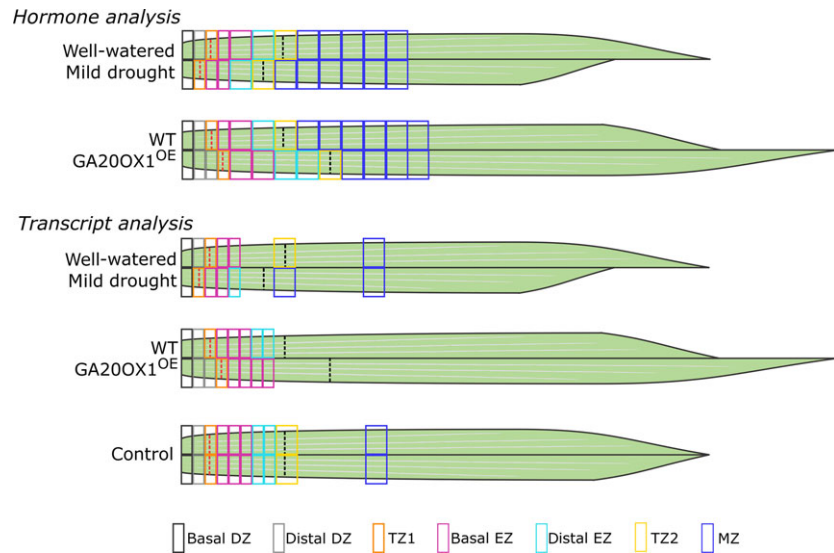 Hormone analysis
Well-watered
Mild drought
WT
GA20OX1OE
Transcript analysis
Well-watered
Mild drought
WT
GA20OX1OE
Control
Basal DZ Distal DZ TZ1 Basal EZ Distal EZ TZ2 MZ